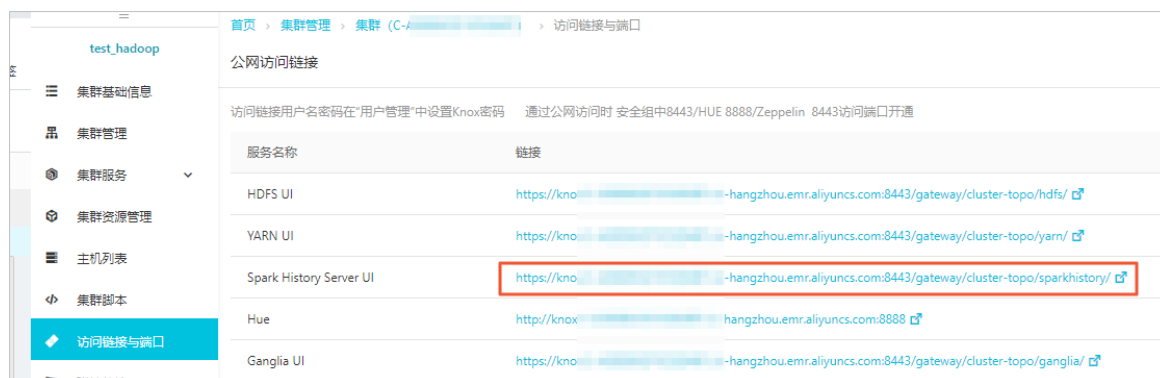 首页 > 集群管理 > 集群 (C-A > 访问链接与端口
test_hadoop
公网访问链接
集群基础信息
访问链接用户名密码在"用户管理"中设置Knox密码 通过公网访问时 安全组中8443/HUE 8888/Zeppelin 8443访问端口开通
集群管理
服务名称 链接
集群服务
HDFS UI https://kno -hangzhou.emr.aliyuncs.com:8443/gateway/cluster-topo/hdfs/
集群资源管理
YARN UI https://kno -hangzhou.emr.aliyuncs.com:8443/gateway/cluster-topo/yarn/
主机列表
Spark History Server UI https://kno -hangzhou.emr.aliyuncs.com:8443/gateway/cluster-topo/sparkhistory/
集群脚本
Hue http://knox hangzhou.emr.aliyuncs.com:8888
访问链接与端口
Ganglia UI https://kno -hangzhou.emr.aliyuncs.com:8443/gateway/cluster-topo/ganglia/